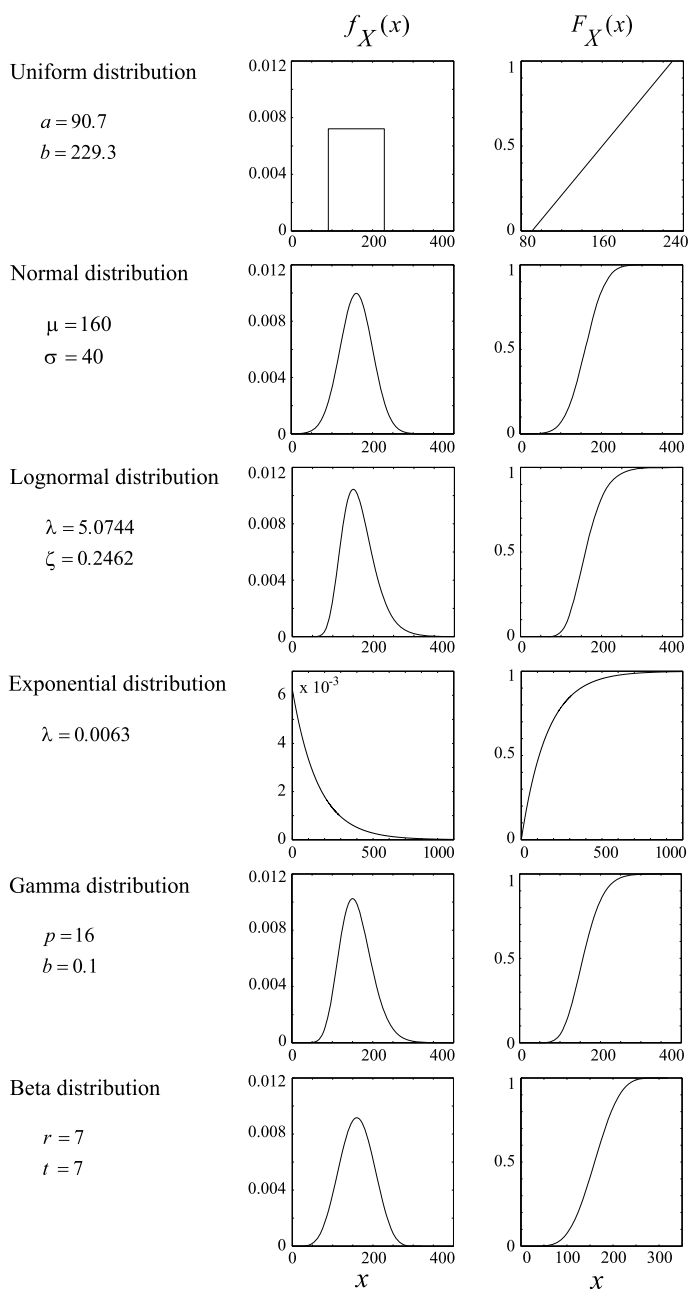 f_X(x) F_X(x)
Uniform distribution
a = 90.7
b = 229.3
0.012
0.008
0.004
0
0 200 400
1
0.5
0
80 160 240
Normal distribution
μ = 160
σ = 40
0.012
0.008
0.004
0
0 200 400
1
0.5
0
0 200 400
Lognormal distribution
λ = 5.0744
ζ = 0.2462
0.012
0.008
0.004
0
0 200 400
1
0.5
0
0 200 400
Exponential distribution
λ = 0.0063
x 10^-3
6
4
2
0
0 500 1000
1
0.5
0
0 500 1000
Gamma distribution
p = 16
b = 0.1
0.012
0.008
0.004
0
0 200 400
1
0.5
0
0 200 400
Beta distribution
r = 7
t = 7
0.012
0.008
0.004
0
0 200 400
x
1
0.5
0
0 100 200 300
x